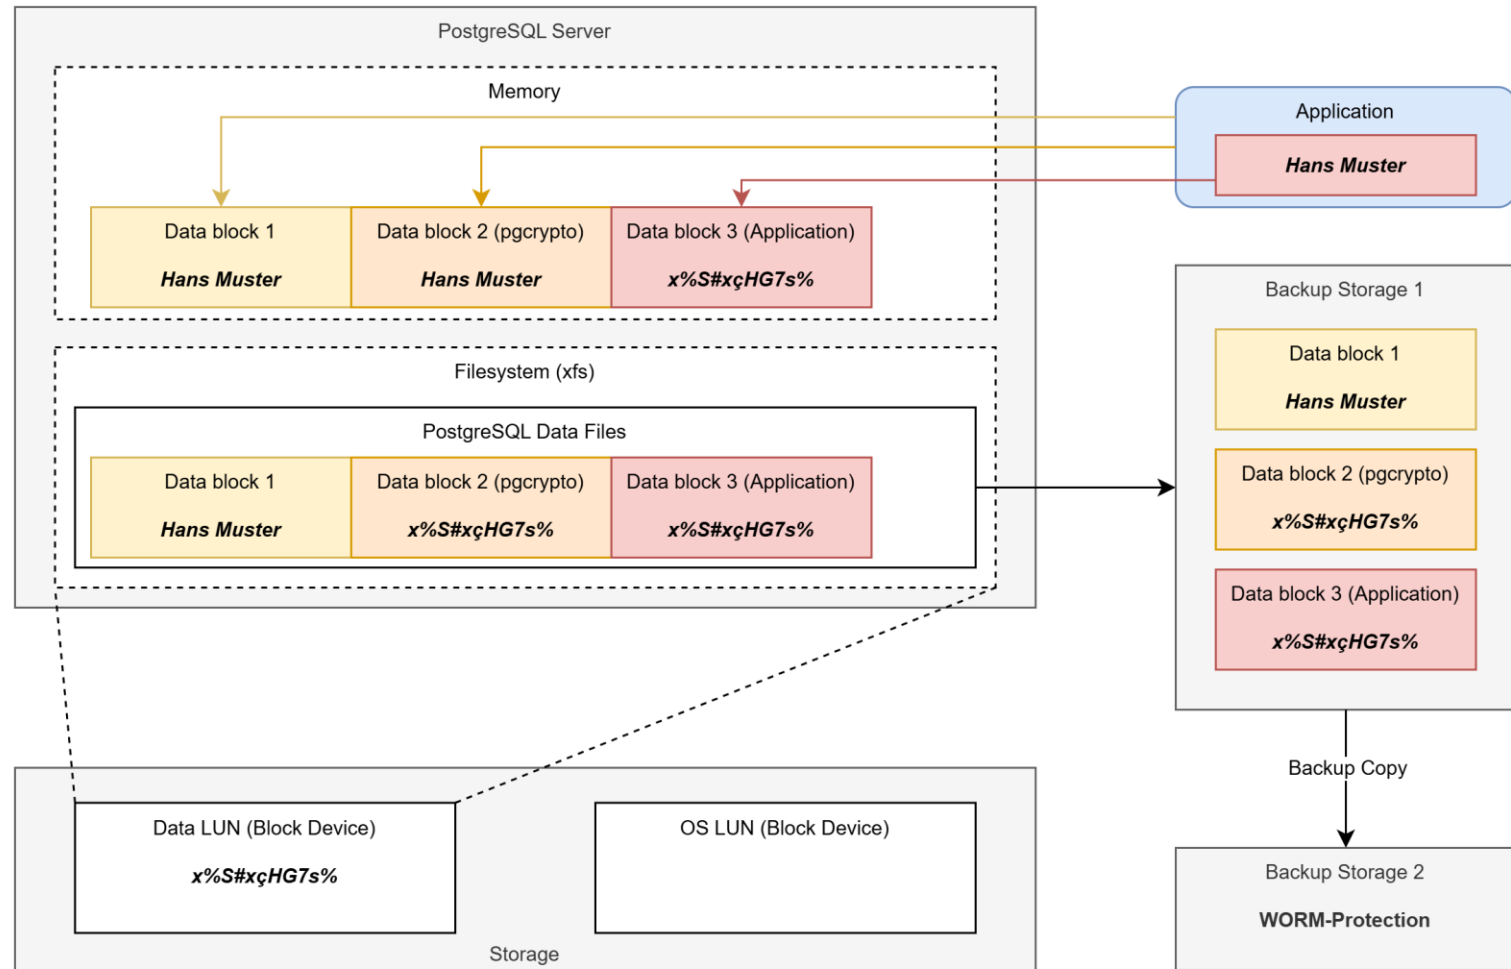 PostgreSQL Server
Memory
Application
Hans Muster
Data block 1
Hans Muster
Data block 2 (pgcrypto)
Hans Muster
Data block 3 (Application)
x%S#xçHG7s%
Filesystem (xfs)
PostgreSQL Data Files
Data block 1
Hans Muster
Data block 2 (pgcrypto)
x%S#xçHG7s%
Data block 3 (Application)
x%S#xçHG7s%
Backup Storage 1
Data block 1
Hans Muster
Data block 2 (pgcrypto)
x%S#xçHG7s%
Data block 3 (Application)
x%S#xçHG7s%
Backup Copy
Data LUN (Block Device)
x%S#xçHG7s%
OS LUN (Block Device)
Storage
Backup Storage 2
WORM-Protection